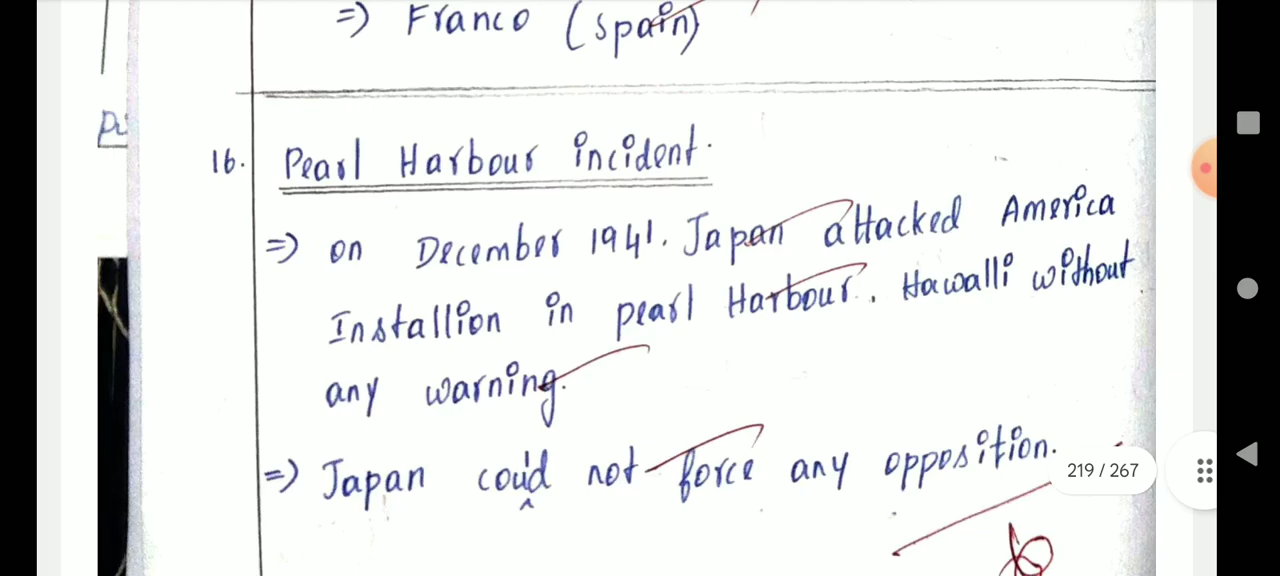 => Franco (Spain)
16. Pearl Harbour incident.
=> on December 1941. Japan attacked America
Installion in pearl Harbour. Hawalli without
any warning.
=> Japan could not force any opposition.
219 / 267